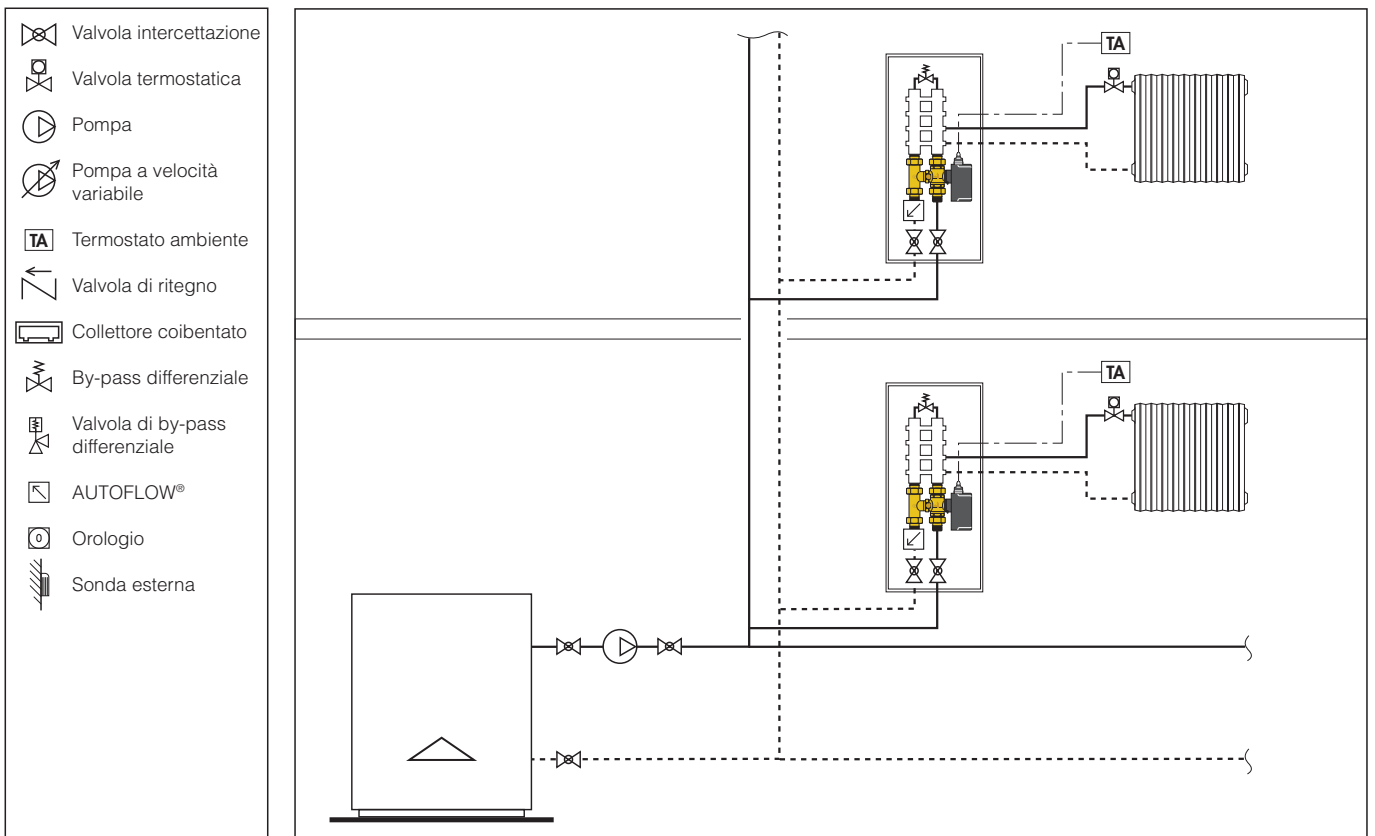 Valvola intercettazione
Valvola termostatica
Pompa
Pompa a velocità
variabile
TA Termostato ambiente
Valvola di ritegno
Collettore coibentato
By-pass differenziale
Valvola di by-pass
differenziale
AUTOFLOW®
0 Orologio
Sonda esterna
TA
TA